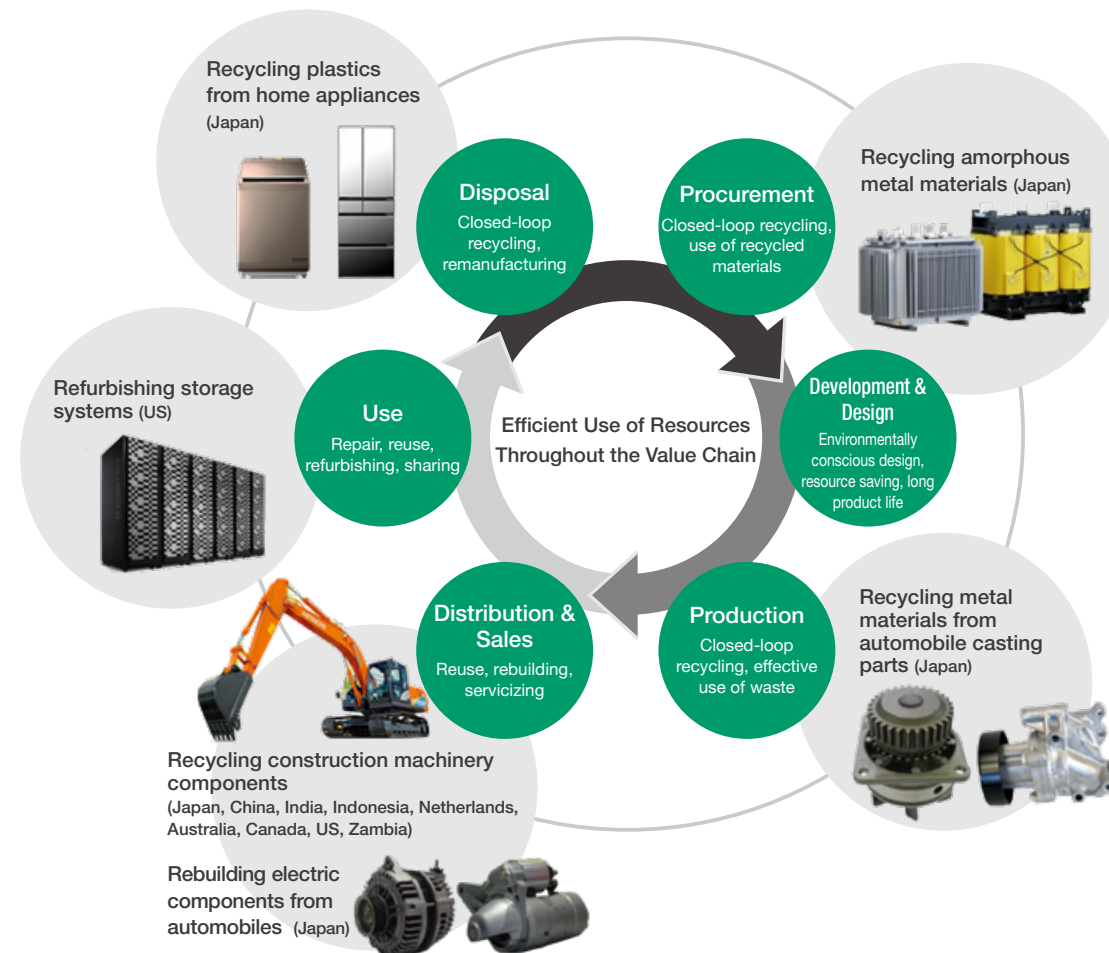 Recycling plastics
from home appliances
(Japan)
Disposal
Closed-loop
recycling,
remanufacturing
Procurement
Closed-loop recycling,
use of recycled
materials
Recycling amorphous
metal materials (Japan)
Refurbishing storage
systems (US)
Use
Repair, reuse,
refurbishing, sharing
Efficient Use of Resources
Throughout the Value Chain
Development &
Design
Environmentally
conscious design,
resource saving, long
product life
Distribution &
Sales
Reuse, rebuilding,
servicizing
Production
Closed-loop
recycling, effective
use of waste
Recycling metal
materials from
automobile casting
parts (Japan)
Recycling construction machinery
components
(Japan, China, India, Indonesia, Netherlands,
Australia, Canada, US, Zambia)
Rebuilding electric
components from
automobiles (Japan)